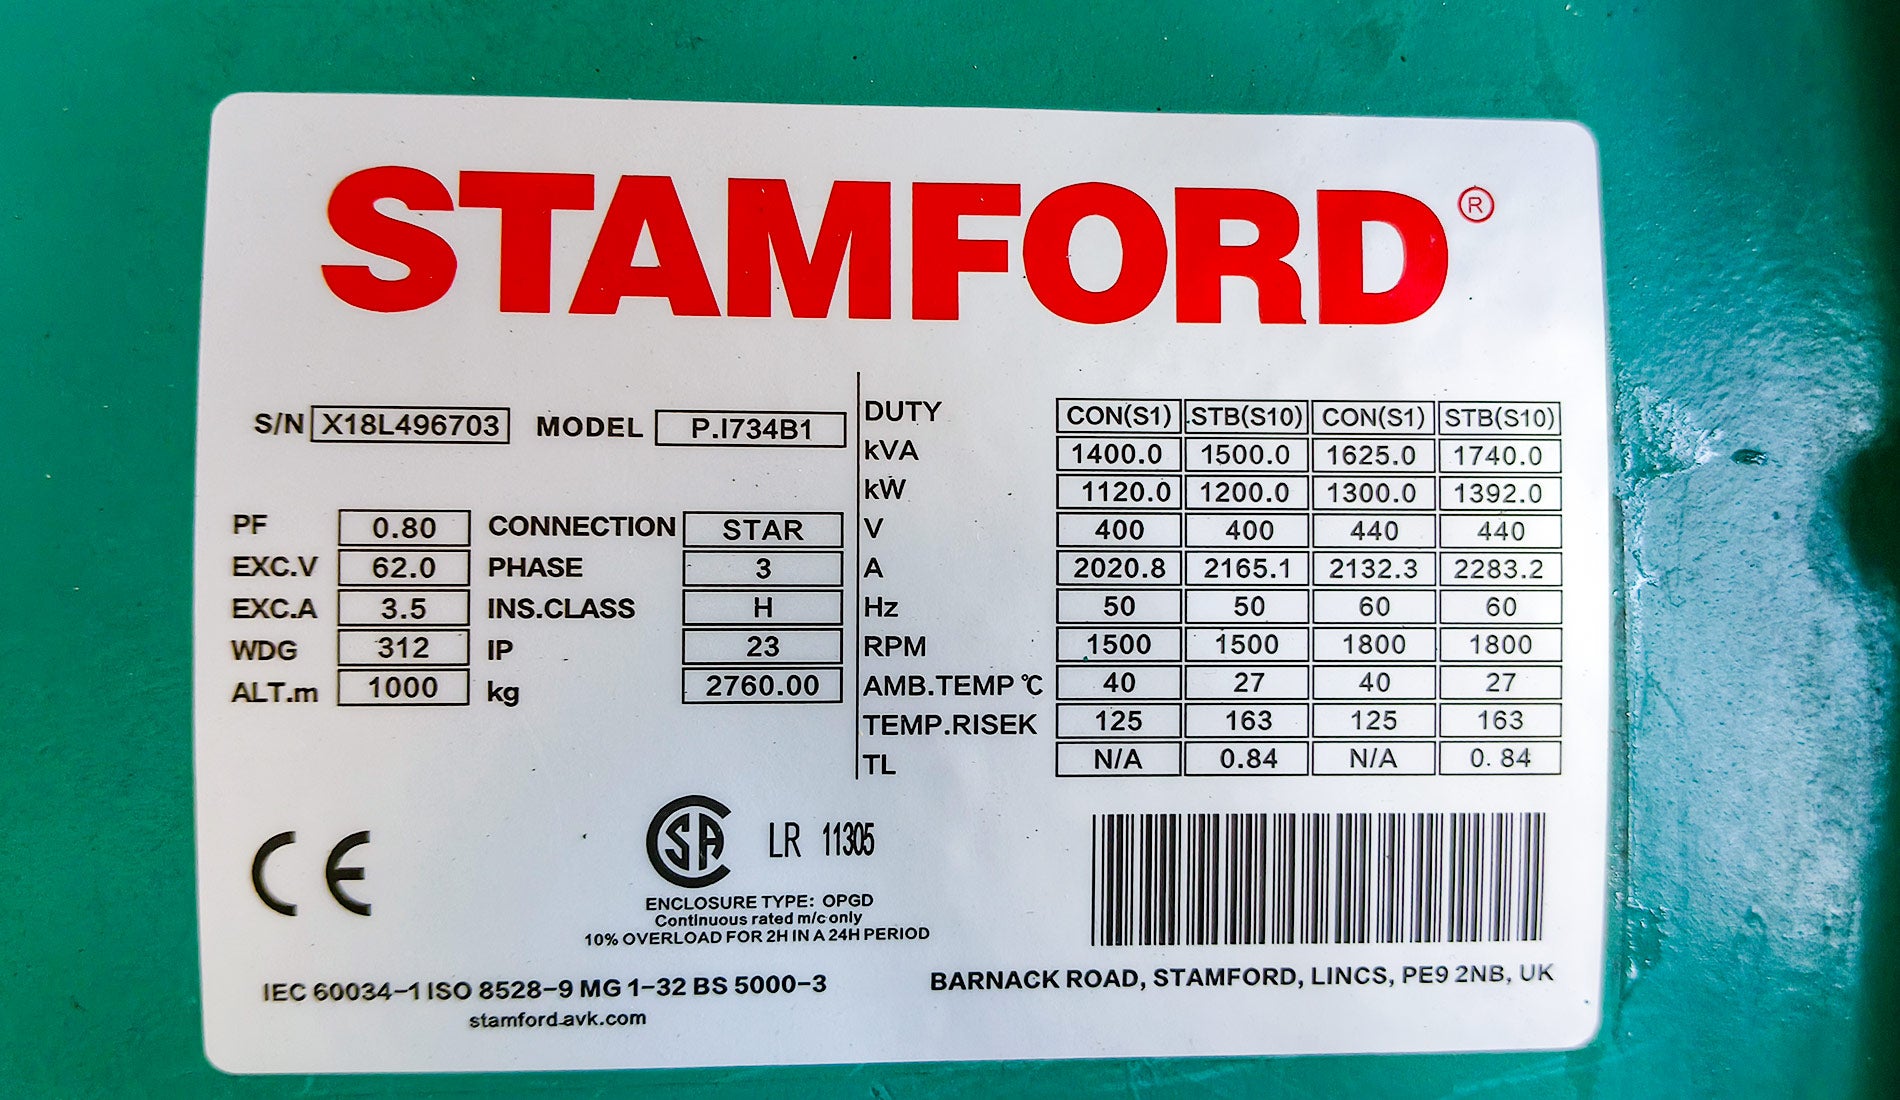 STAMFORD ®
S/N X18L496703 MODEL P.I734B1
PF 0.80 CONNECTION STAR
EXC.V 62.0 PHASE 3
EXC.A 3.5 INS.CLASS H
WDG 312 IP 23
ALT.m 1000 kg 2760.00
DUTY CON(S1) STB(S10) CON(S1) STB(S10)
kVA 1400.0 1500.0 1625.0 1740.0
kW 1120.0 1200.0 1300.0 1392.0
V 400 400 440 440
A 2020.8 2165.1 2132.3 2283.2
Hz 50 50 60 60
RPM 1500 1500 1800 1800
AMB.TEMP ℃ 40 27 40 27
TEMP.RISEK 125 163 125 163
TL N/A 0.84 N/A 0. 84
CE
CSA LR 11305
ENCLOSURE TYPE: OPGD
Continuous rated m/c only
10% OVERLOAD FOR 2H IN A 24H PERIOD
IEC 60034-1 ISO 8528-9 MG 1-32 BS 5000-3
stamford.avk.com
BARNACK ROAD, STAMFORD, LINCS, PE9 2NB, UK